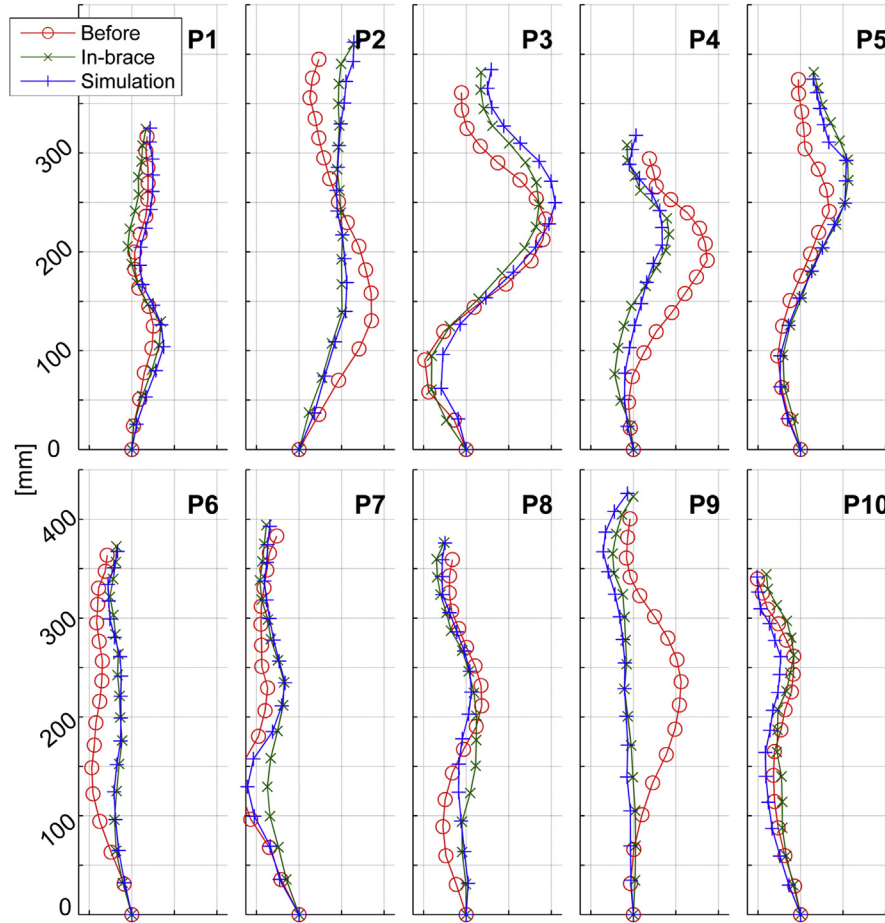 Before
In-brace
Simulation
P1
P2
P3
P4
P5
300
200
100
0
[mm]
P6
P7
P8
P9
P10
400
300
200
100
0